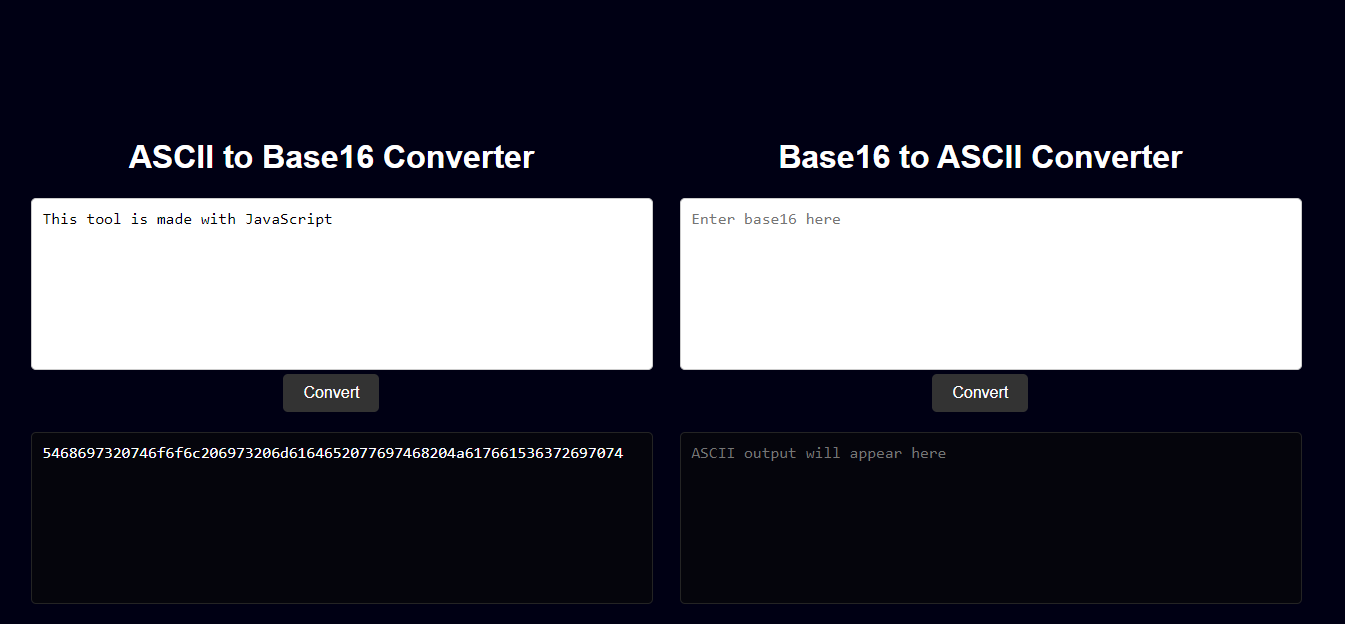 ASCII to Base16 Converter
This tool is made with JavaScript
Convert
5468697320746f6f6c206973206d6164652077697468204a617661536372697074
Base16 to ASCII Converter
Enter base16 here
Convert
ASCII output will appear here